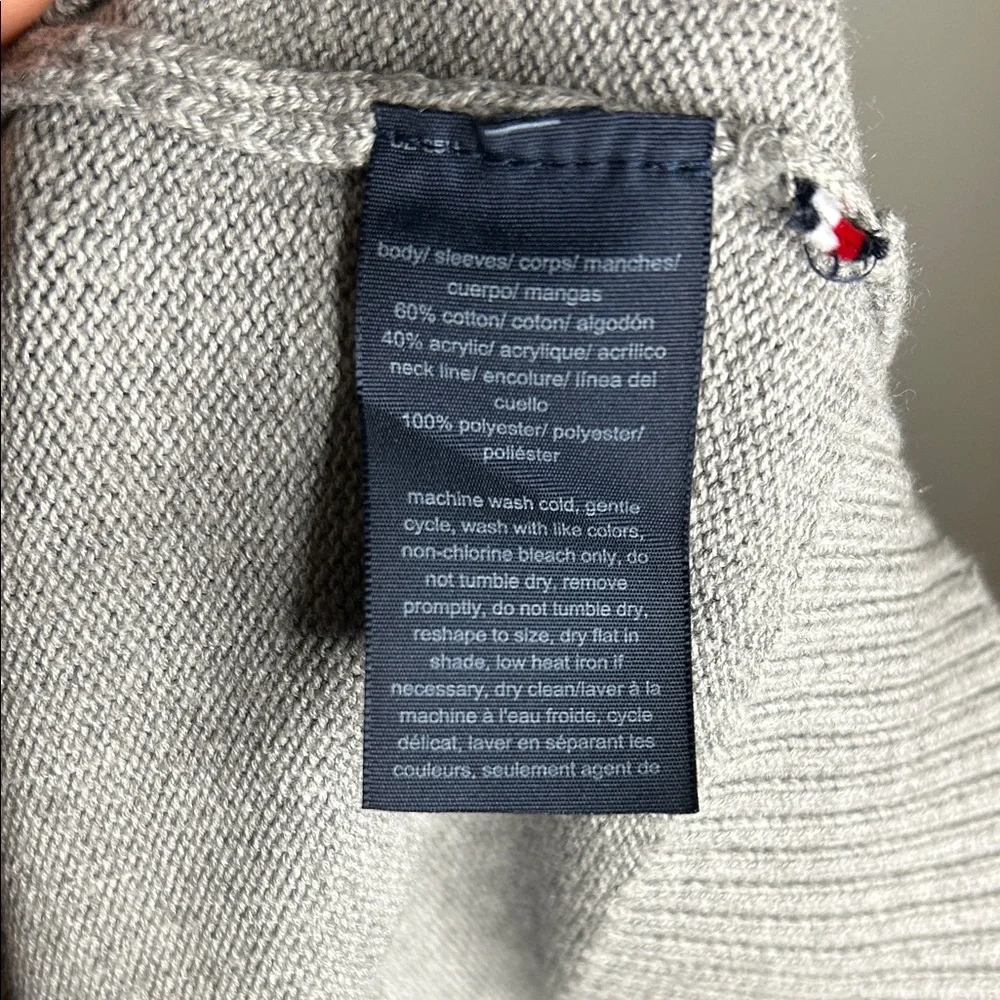 body/ sleeves/ corps/ manches/
cuerpo/ mangas
60% cotton/ coton/ algodón
40% acrylic/ acrylique/ acrílico
neck line/ encolure/ línea del
cuello
100% polyester/ polyester/
poliéster
machine wash cold, gentle
cycle, wash with like colors,
non-chlorine bleach only, do
not tumble dry, remove
promptly, do not tumble dry,
reshape to size, dry flat in
shade, low heat iron if
necessary, dry clean/laver à la
machine à l'eau froide, cycle
délicat, laver en séparant les
couleurs, seulement agent de